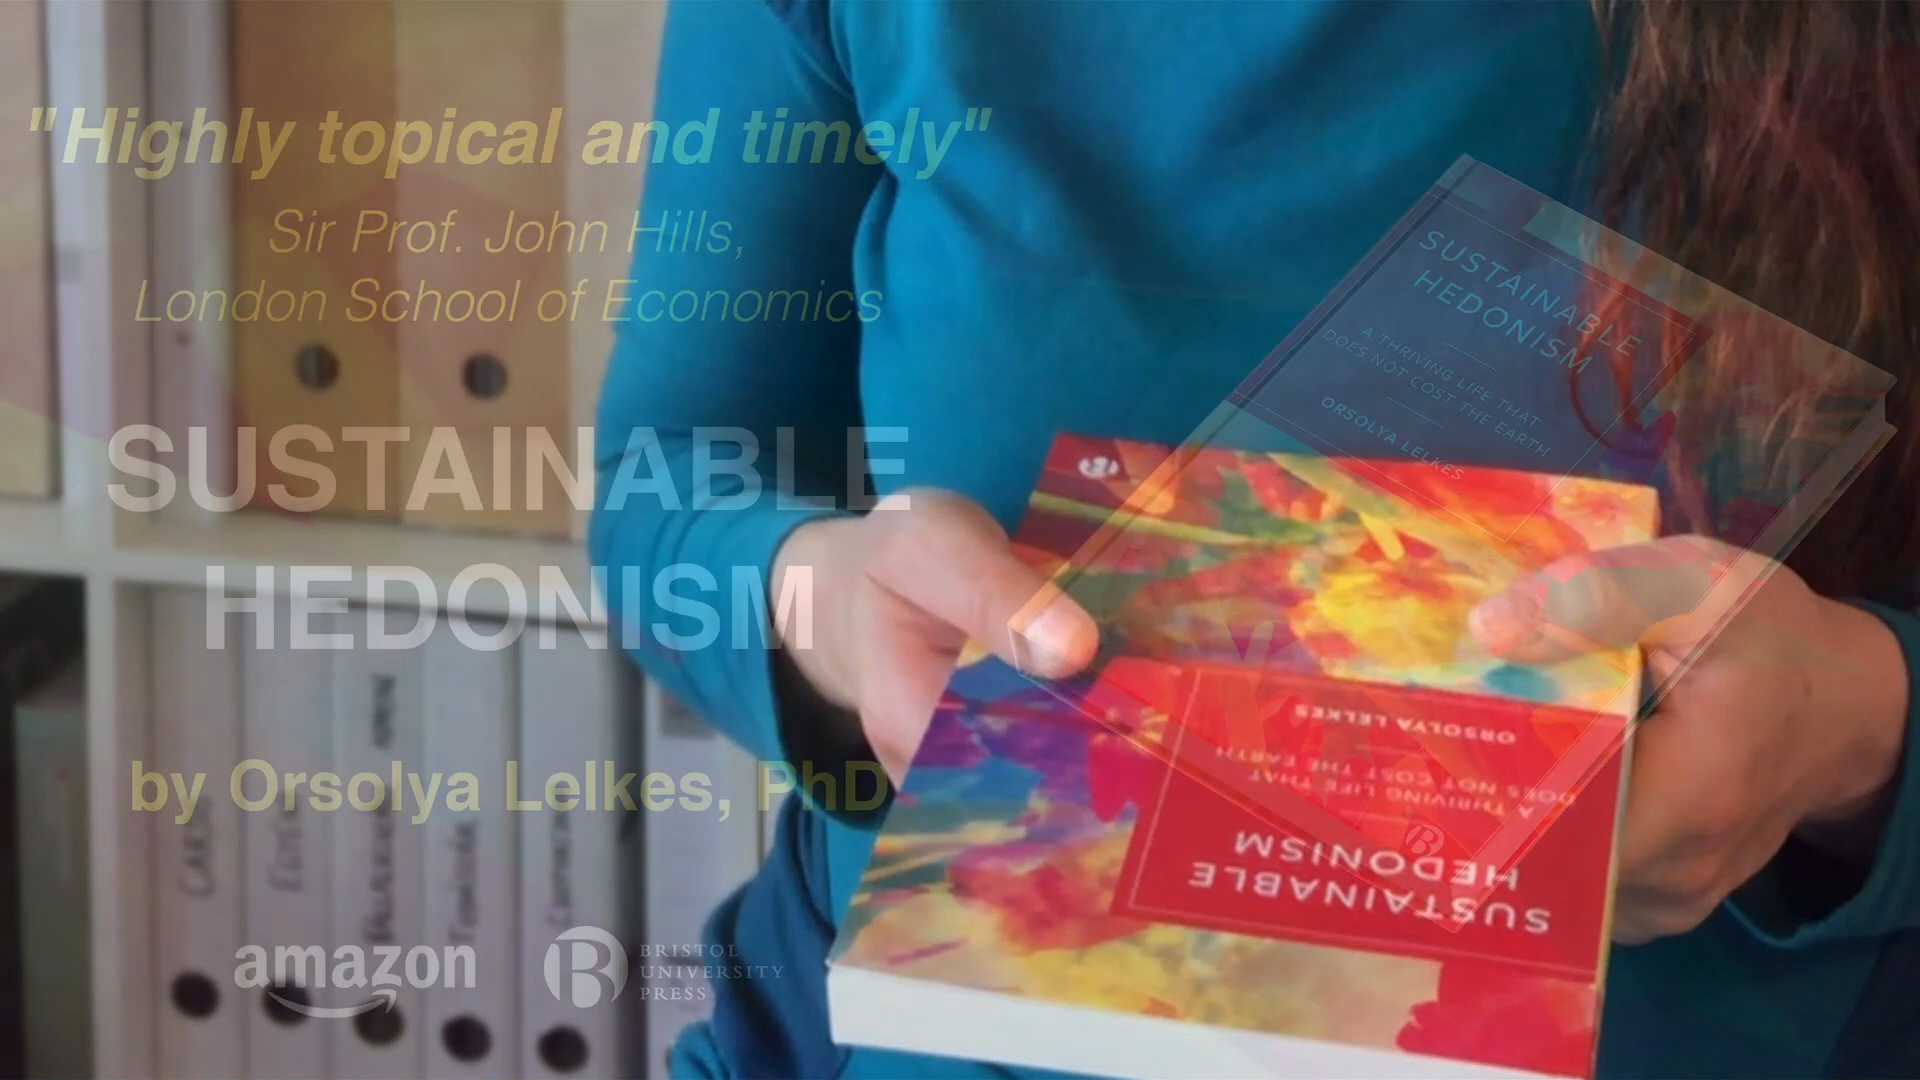 "Highly topical and timely"
Sir Prof. John Hills,
London School of Economics
SUSTAINABLE
HEDONISM
by Orsolya Lelkes, PhD
amazon
BRISTOL
UNIVERSITY
PRESS
SUSTAINABLE
HEDONISM
A THRIVING LIFE THAT
DOES NOT COST THE EARTH
ORSOLYA LELKES
SUSTAINABLE
HEDONISM
A THRIVING LIFE THAT
DOES NOT COST THE EARTH
ORSOLYA LELKES